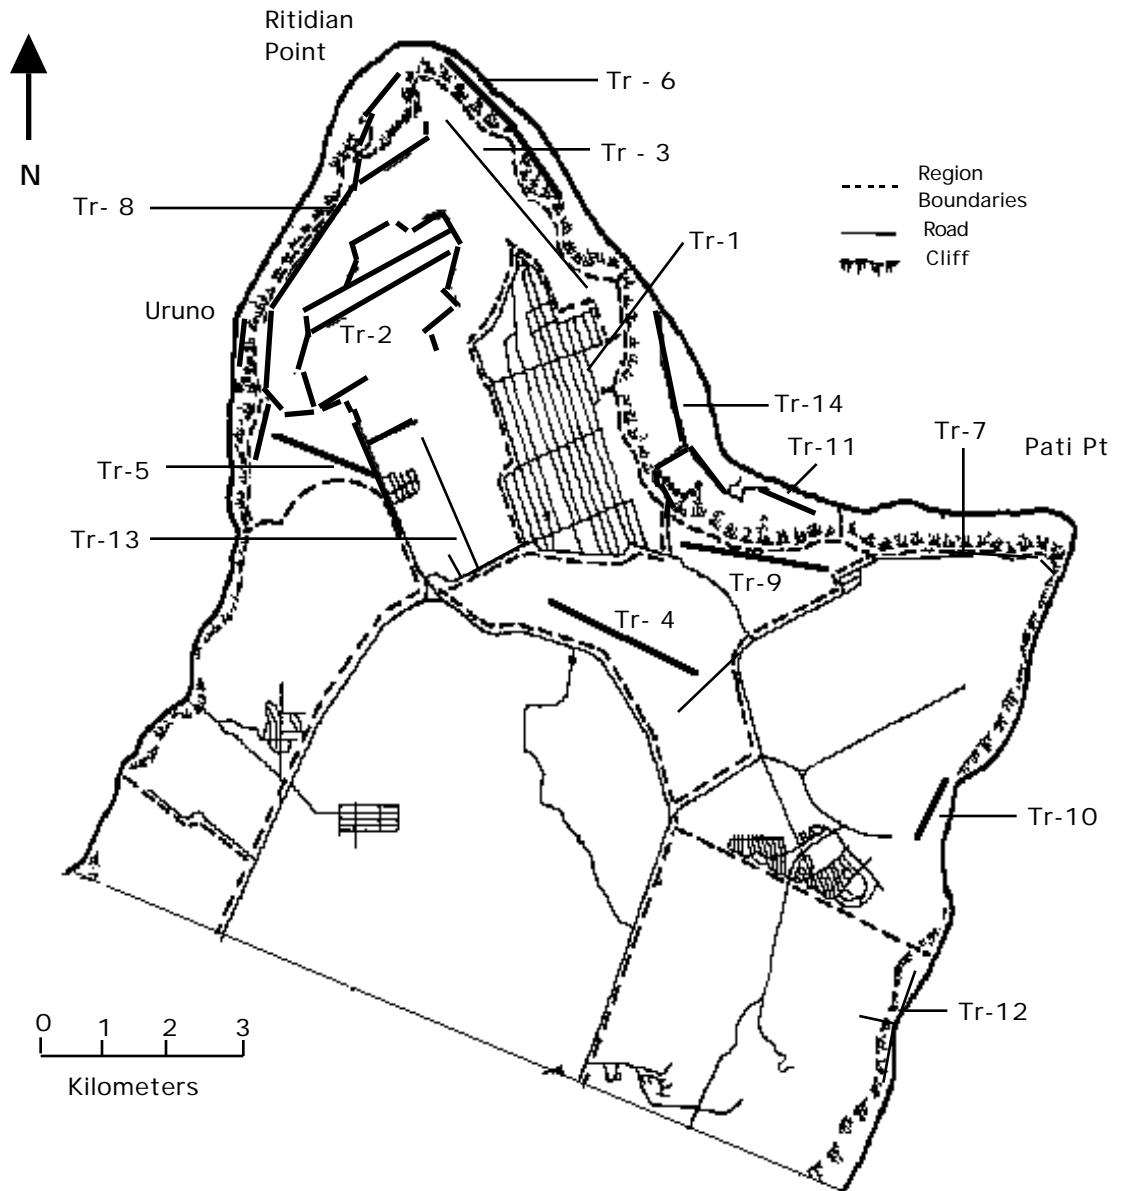 Ritidian
Point
Tr - 6
Tr - 3
N
Region
Boundaries
Road
Cliff
Tr- 8
Tr-1
Uruno
Tr-2
Tr-14
Tr-11
Tr-7
Pati Pt
Tr-5
Tr-13
Tr-9
Tr- 4
Tr-10
Tr-12
0 1 2 3
Kilometers